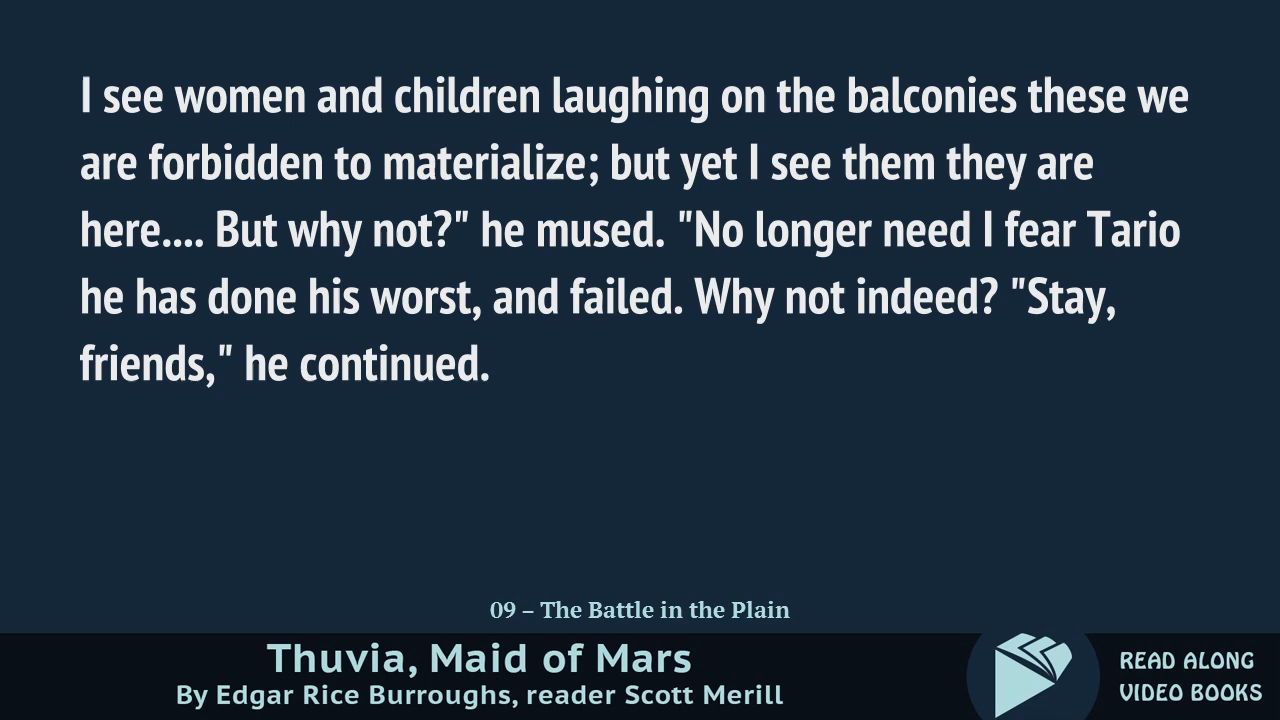 I see women and children laughing on the balconies these we
are forbidden to materialize; but yet I see them they are
here.... But why not?" he mused. "No longer need I fear Tario
he has done his worst, and failed. Why not indeed? "Stay,
friends," he continued.
09 – The Battle in the Plain
Thuvia, Maid of Mars
By Edgar Rice Burroughs, reader Scott Merill
READ ALONG
VIDEO BOOKS